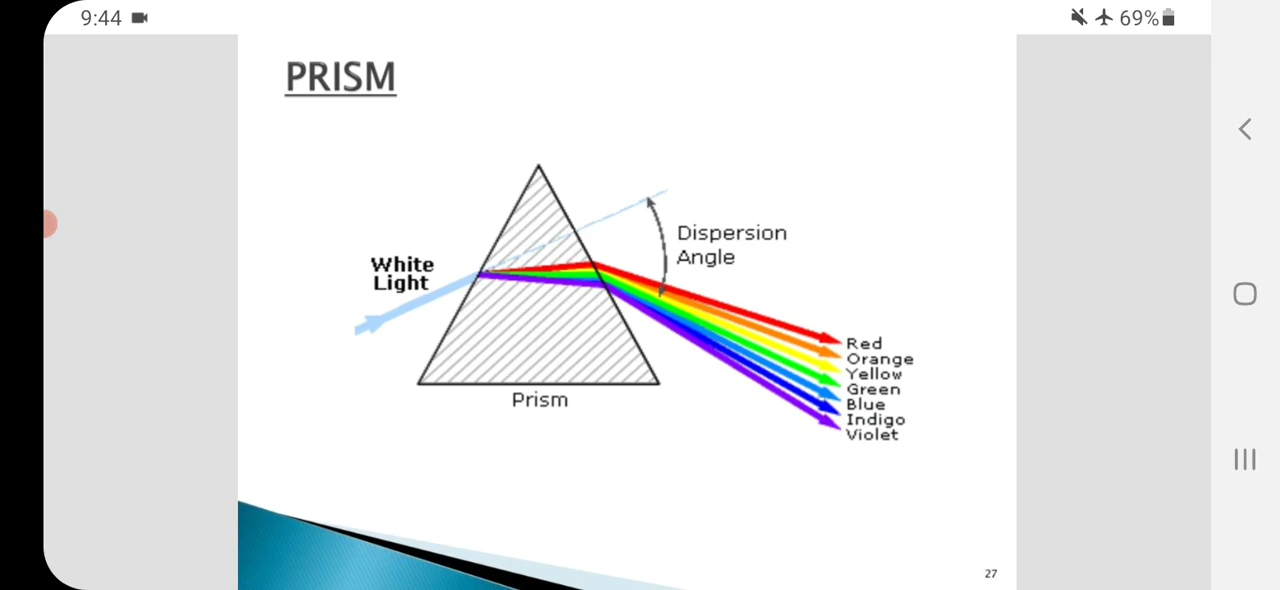 9:44
69%
PRISM
White
Light
Dispersion
Angle
Red
Orange
Yellow
Green
Blue
Indigo
Violet
Prism
27